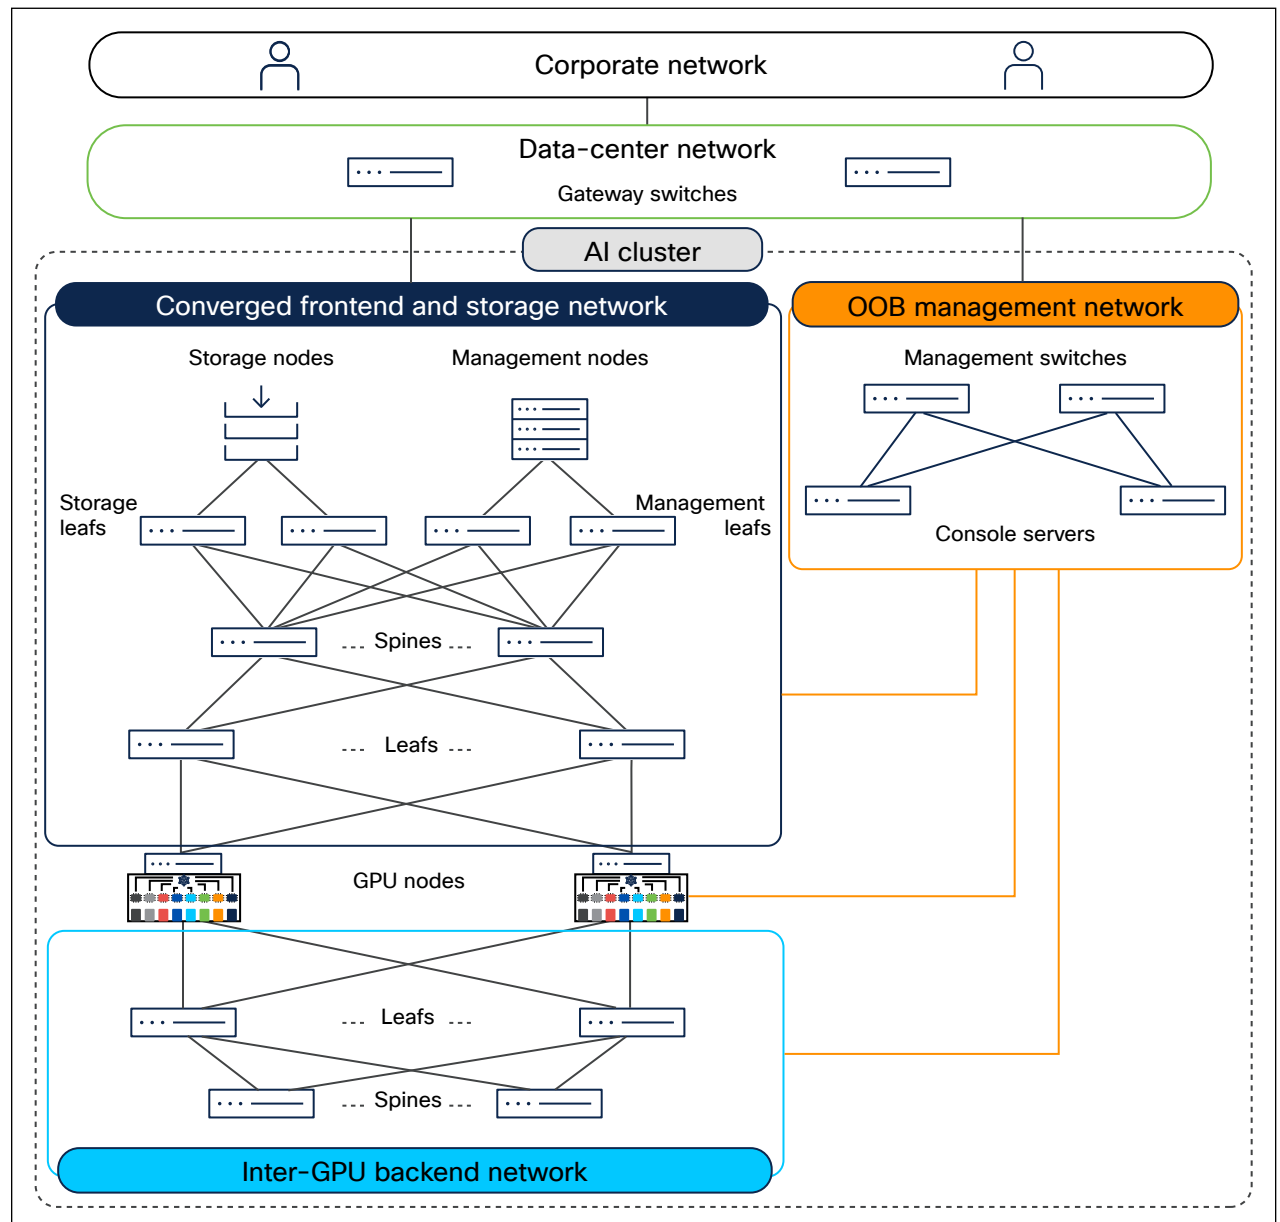 Corporate network
Data-center network
Gateway switches
AI cluster
Converged frontend and storage network
OOB management network
Storage nodes
Management nodes
Management switches
Storage
leafs
Management
leafs
Console servers
Spines
Leafs
GPU nodes
Leafs
Spines
Inter-GPU backend network